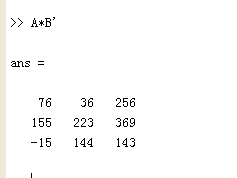 >> A*B'
ans =
76 36 256
155 223 369
-15 144 143